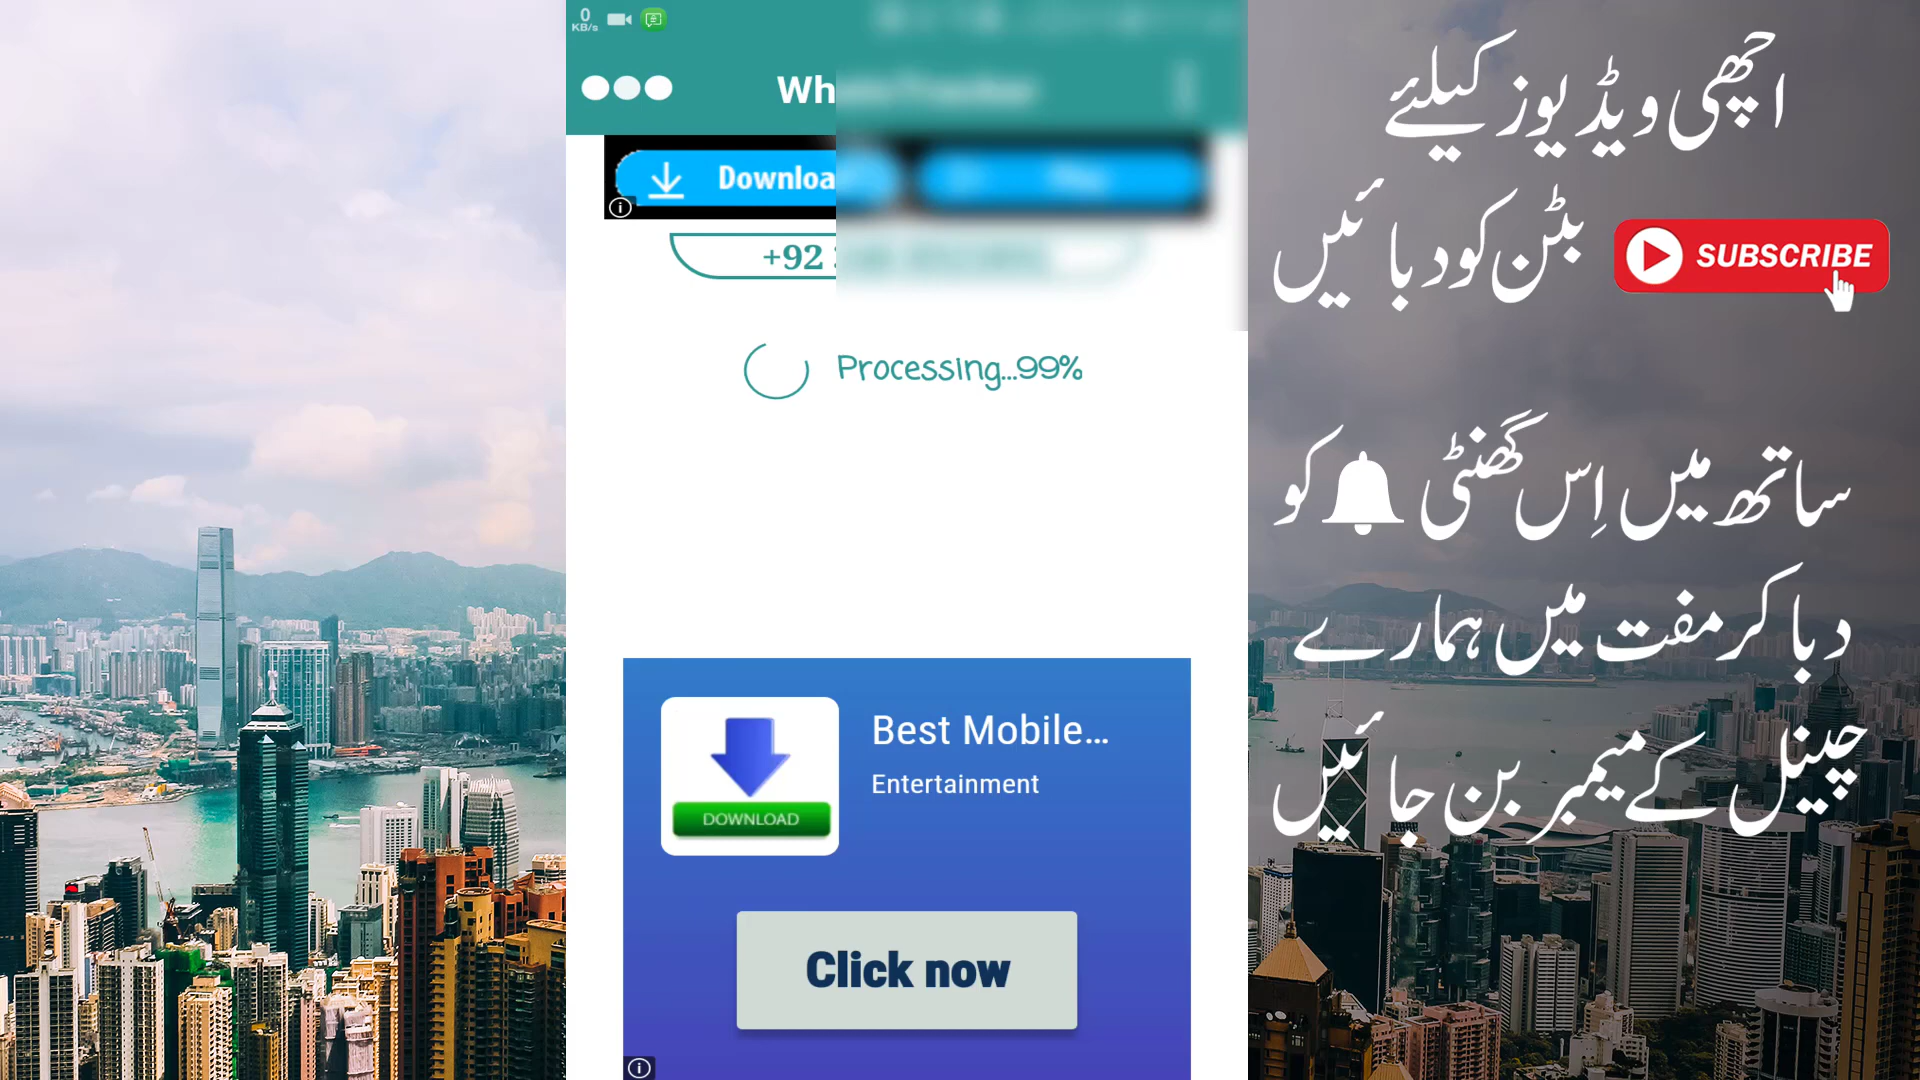 0
KB/s
Wh
Downloa
+92
Processing...99%
Best Mobile...
Entertainment
DOWNLOAD
Click now
اچھی ویڈیوز کیلئے
SUBSCRIBE بٹن کو دبائیں
ساتھ میں اِس گھنٹی کو
دبا کر مفت میں ہمارے
چینل کے میمبر بن جائیں